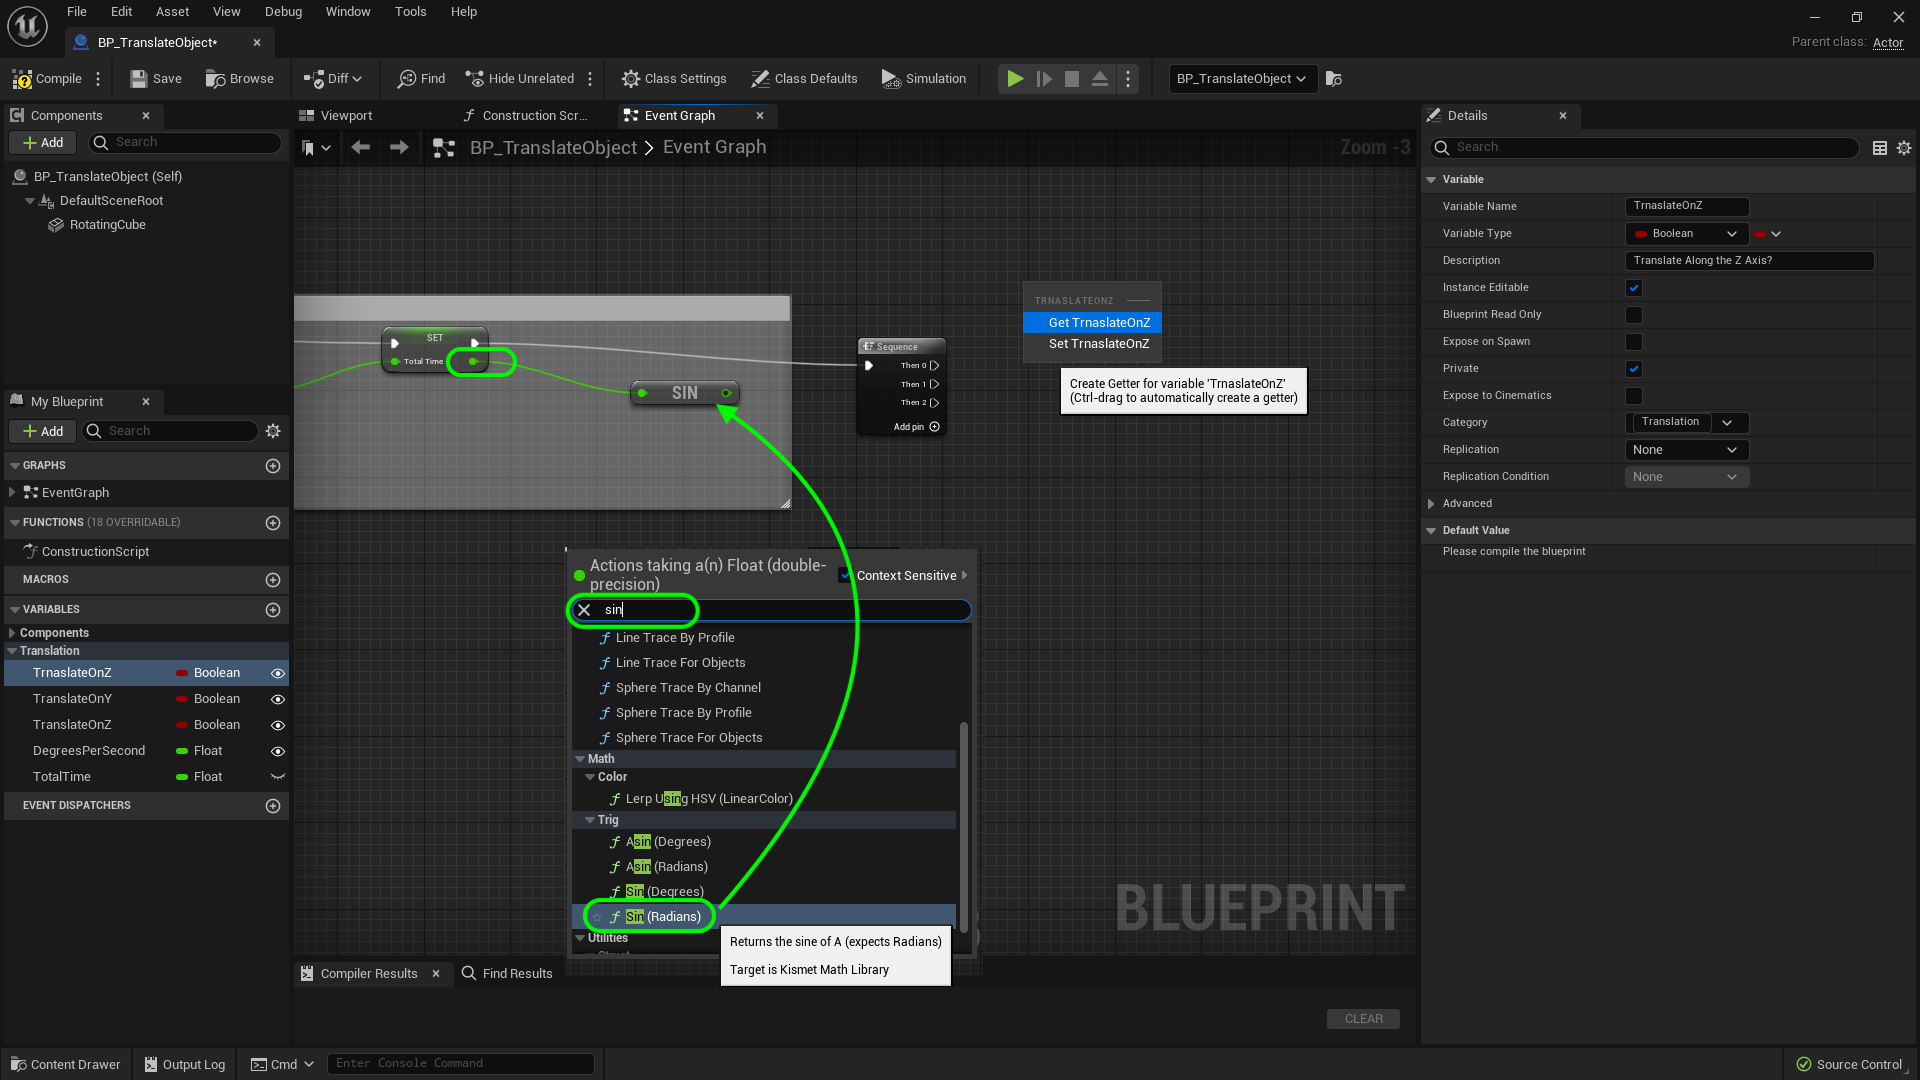 File Edit Asset View Debug Window Tools Help
BP_TranslateObject*
Parent class: Actor
Compile Save Browse Diff Find Hide Unrelated Class Settings Class Defaults Simulation BP_TranslateObject
Components
Add Search
BP_TranslateObject (Self)
DefaultSceneRoot
RotatingCube
My Blueprint
Add Search
GRAPHS
EventGraph
FUNCTIONS (18 OVERRIDABLE)
ConstructionScript
MACROS
VARIABLES
Components
Translation
TrnaslateOnZ Boolean
TranslateOnY Boolean
TranslateOnZ Boolean
DegreesPerSecond Float
TotalTime Float
EVENT DISPATCHERS
Viewport Construction Scr... Event Graph
BP_TranslateObject > Event Graph Zoom -3
SET
Total Time
SIN
Sequence
Then 0
Then 1
Then 2
Add pin
TRNASLATEONZ
Get TrnaslateOnZ
Set TrnaslateOnZ
Create Getter for variable 'TrnaslateOnZ'
(Ctrl-drag to automatically create a getter)
Actions taking a(n) Float (double-
precision)
Context Sensitive
sin
Line Trace By Profile
Line Trace For Objects
Sphere Trace By Channel
Sphere Trace By Profile
Sphere Trace For Objects
Math
Color
Lerp Using HSV (LinearColor)
Trig
Asin (Degrees)
Asin (Radians)
Sin (Degrees)
Sin (Radians)
Utilities
Returns the sine of A (expects Radians)
Target is Kismet Math Library
BLUEPRINT
Compiler Results Find Results
CLEAR
Details
Search
Variable
Variable Name TrnaslateOnZ
Variable Type Boolean
Description Translate Along the Z Axis?
Instance Editable
Blueprint Read Only
Expose on Spawn
Private
Expose to Cinematics
Category Translation
Replication None
Replication Condition None
Advanced
Default Value
Please compile the blueprint
Content Drawer Output Log Cmd Enter Console Command Source Control